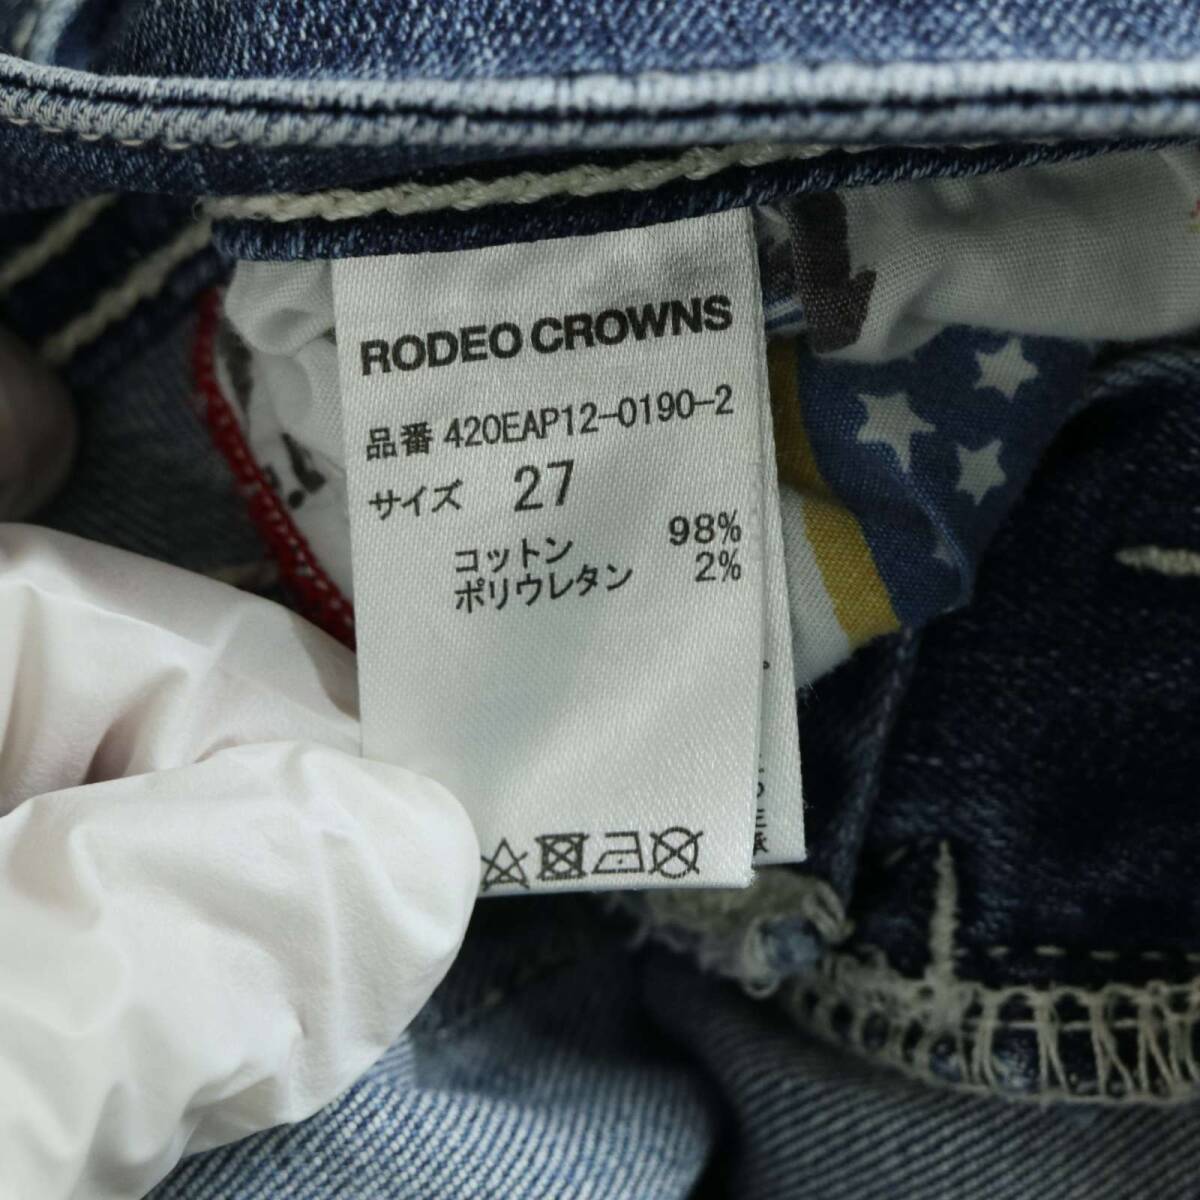 RODEO CROWNS
品番 420EAP12-0190-2
サイズ 27
コットン 98%
ポリウレタン 2%